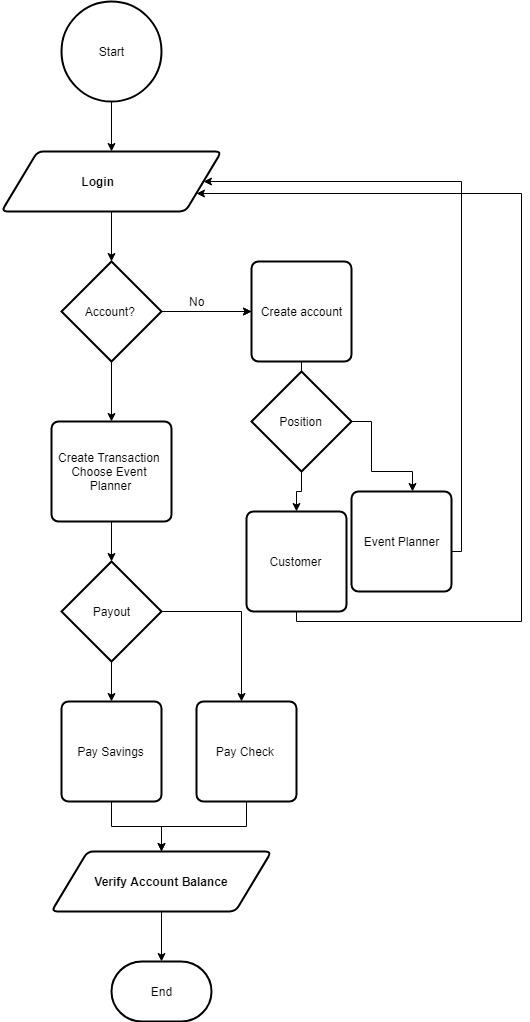 Start
Login
Account?
No
Create account
Position
Create Transaction
Choose Event
Planner
Customer
Event Planner
Payout
Pay Savings
Pay Check
Verify Account Balance
End